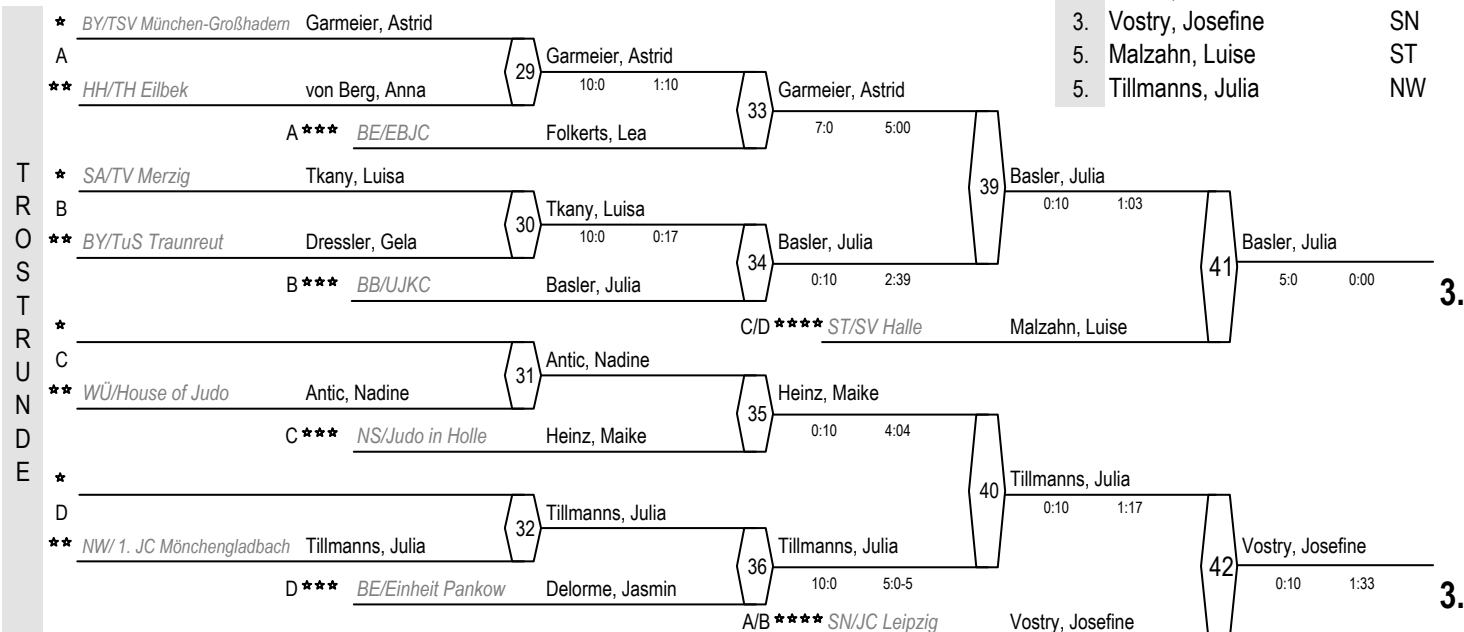 ★ BY/TSV München-Großhadern Garmeier, Astrid
3. Vostry, Josefine SN
A 29 Garmeier, Astrid
5. Malzahn, Luise ST
★★ HH/TH Eilbek von Berg, Anna 10:0 1:10 Garmeier, Astrid
5. Tillmanns, Julia NW
33
A ★★★ BE/EBJC Folkerts, Lea 7:0 5:00
★ SA/TV Merzig Tkany, Luisa 39 Basler, Julia
B 30 Tkany, Luisa 0:10 1:03
★★ BY/TuS Traunreut Dressler, Gela 10:0 0:17 Basler, Julia Basler, Julia
34 41
B ★★★ BB/UJKC Basler, Julia 0:10 2:39 5:0 0:00 3.
C/D ★★★★ ST/SV Halle Malzahn, Luise
★
C 31 Antic, Nadine
★★ WÜ/House of Judo Antic, Nadine Heinz, Maike
35
C ★★★ NS/Judo in Holle Heinz, Maike 0:10 4:04
★ 40 Tillmanns, Julia
D 32 Tillmanns, Julia 0:10 1:17
★★ NW/ 1. JC Mönchengladbach Tillmanns, Julia Tillmanns, Julia Vostry, Josefine
36 42
D ★★★ BE/Einheit Pankow Delorme, Jasmin 10:0 5:0-5 0:10 1:33 3.
A/B ★★★★ SN/JC Leipzig Vostry, Josefine
TROSTRUNDE